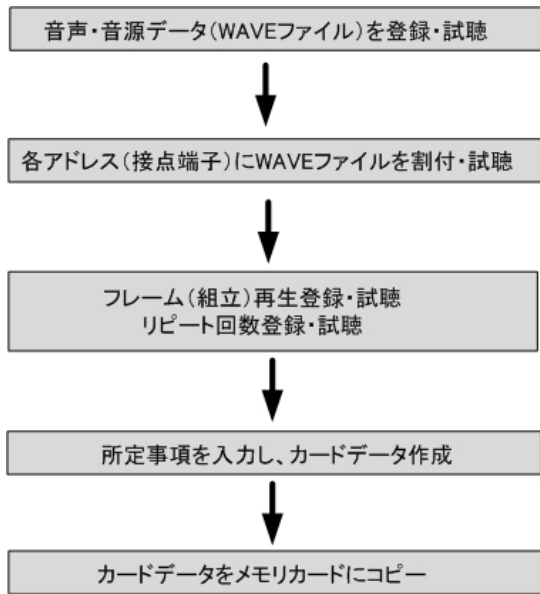 音声・音源データ(WAVEファイル)を登録・試聴
各アドレス(接点端子)にWAVEファイルを割付・試聴
フレーム(組立)再生登録・試聴
リピート回数登録・試聴
所定事項を入力し、カードデータ作成
カードデータをメモリカードにコピー